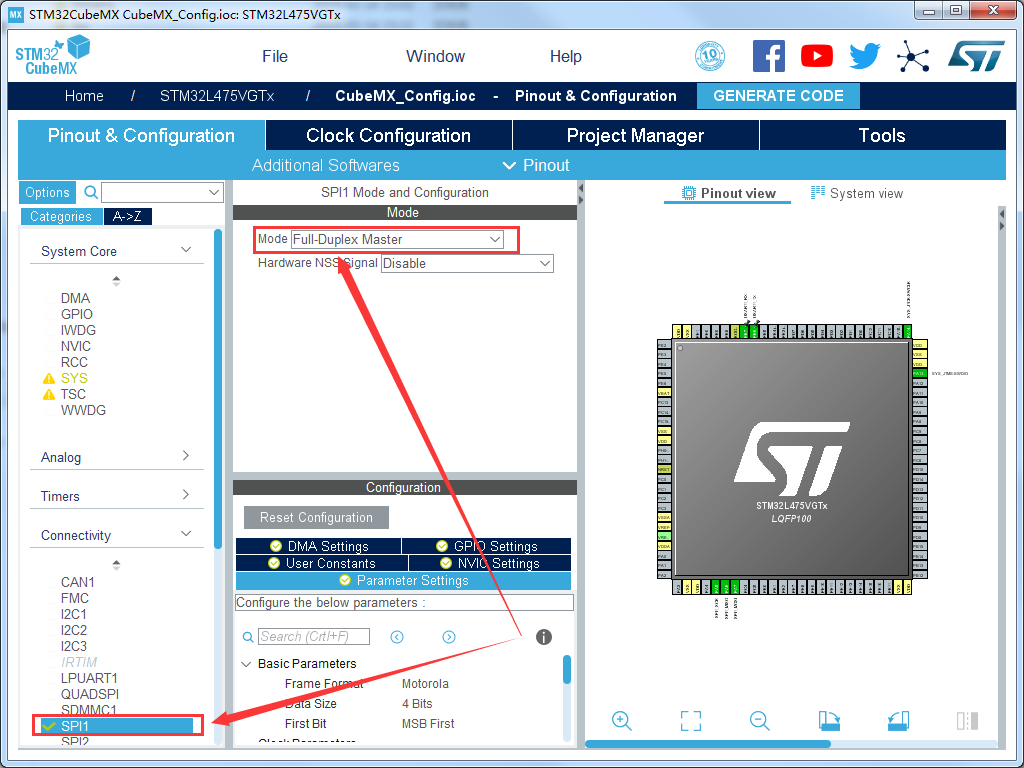 MX STM32CubeMX CubeMX_Config.ioc: STM32L475VGTx
STM32
CubeMX
File
Window
Help
10
Home / STM32L475VGTx / CubeMX_Config.ioc - Pinout & Configuration
GENERATE CODE
Pinout & Configuration
Clock Configuration
Project Manager
Tools
Additional Softwares
Pinout
Options
Categories
A->Z
System Core
DMA
GPIO
IWDG
NVIC
RCC
SYS
TSC
WWDG
Analog
Timers
Connectivity
CAN1
FMC
I2C1
I2C2
I2C3
IRTIM
LPUART1
QUADSPI
SDMMC1
SPI1
SPI2
SPI1 Mode and Configuration
Mode
Mode Full-Duplex Master
Hardware NSS Signal Disable
Configuration
Reset Configuration
DMA Settings
GPIO Settings
User Constants
NVIC Settings
Parameter Settings
Configure the below parameters :
Search (Crtl+F)
Basic Parameters
Frame Format Motorola
Data Size 4 Bits
First Bit MSB First
Clock Parameters
Pinout view
System view
ST
STM32L475VGTx
LQFP100